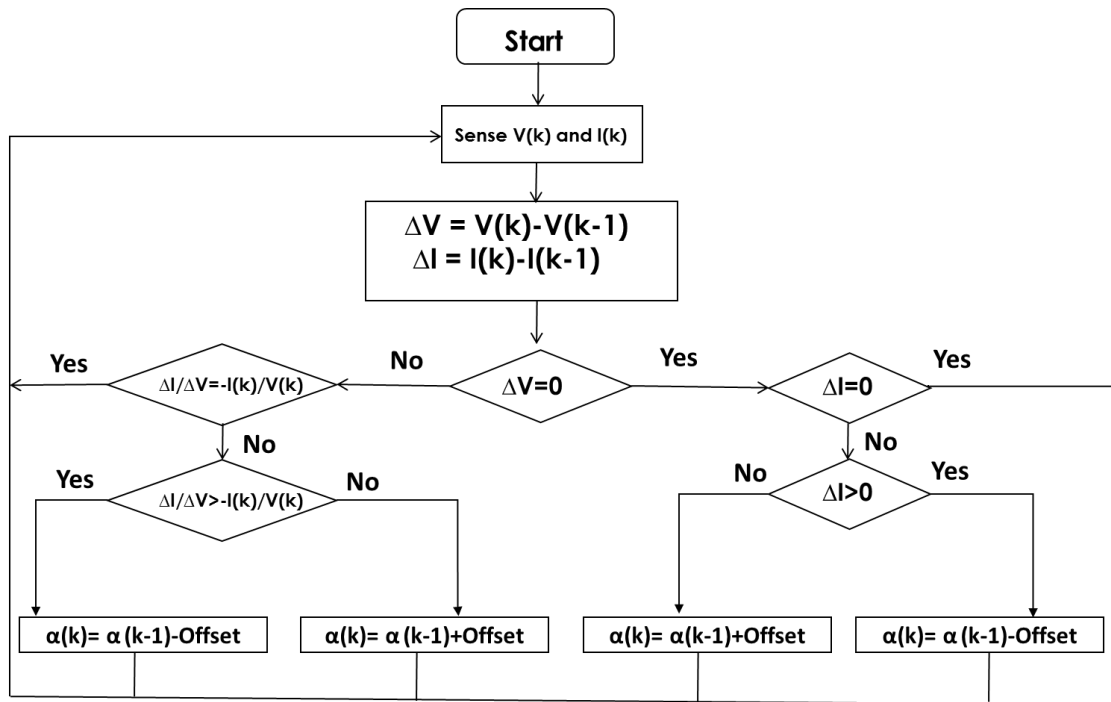 Start
Sense V(k) and I(k)
∆V = V(k)-V(k-1)
∆I = I(k)-I(k-1)
Yes
∆I/∆V=-I(k)/V(k)
No
∆V=0
Yes
∆I=0
Yes
No
No
Yes
∆I/∆V>-I(k)/V(k)
No
No
∆I>0
Yes
α(k)= α (k-1)-Offset
α(k)= α (k-1)+Offset
α(k)= α(k-1)+Offset
α(k)= α (k-1)-Offset